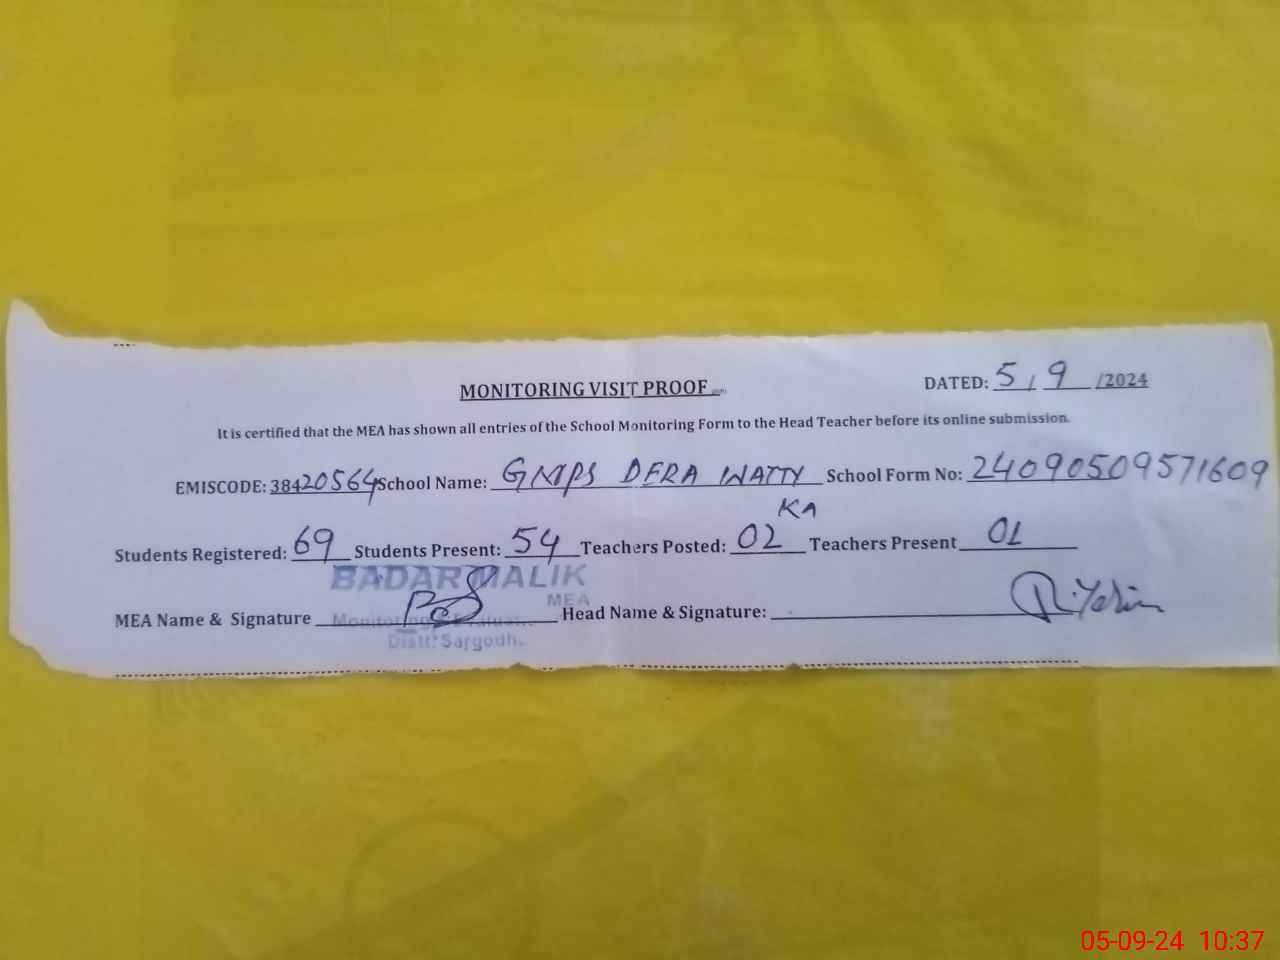 MONITORING VISIT PROOF DATED: 5 / 9 /2024
It is certified that the MEA has shown all entries of the School Monitoring Form to the Head Teacher before its online submission.
EMISCODE: 38420564 School Name: GMPS DERA WATTY School Form No: 24090509571609
KA
Students Registered: 69 Students Present: 54 Teachers Posted: 02 Teachers Present 01
BADAR MALIK
MEA
MEA Name & Signature Head Name & Signature:
Distt: Sargodh.
05-09-24 10:37